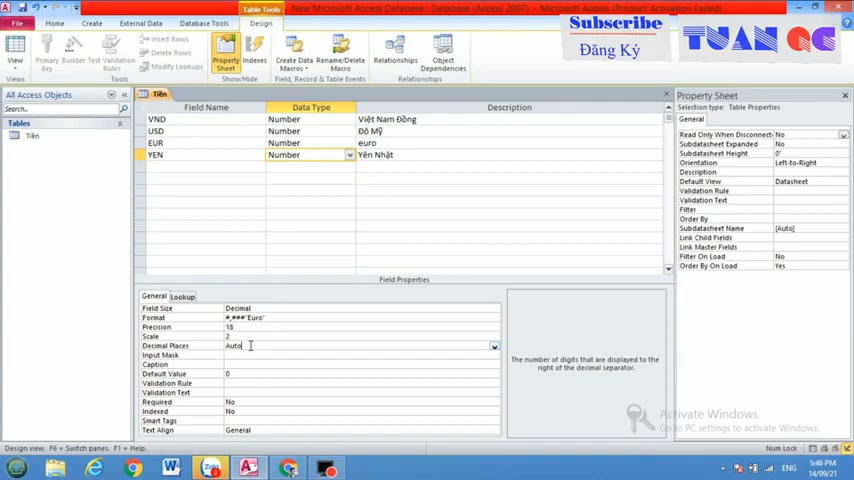 Table Tools
New Microsoft Access Database : Database (Access 2007) - Microsoft Access (Product Activation Failed)
File Home Create External Data Database Tools Design
View
Primary Key
Builder
Test Validation Rules
Insert Rows
Delete Rows
Modify Lookups
Property Sheet
Indexes
Create Data Macros
Rename/Delete Macro
Relationships
Object Dependencies
Views Tools Show/Hide Field, Record & Table Events Relationships
Subscribe
Đăng Ký
TUAN QG
All Access Objects
Search...
Tables
Tiền
Tiền
Field Name Data Type Description
VND Number Việt Nam Đồng
USD Number Đô Mỹ
EUR Number euro
YEN Number Yên Nhật
Field Properties
General Lookup
Field Size Decimal
Format #,###"Euro"
Precision 18
Scale 2
Decimal Places Auto
Input Mask
Caption
Default Value 0
Validation Rule
Validation Text
Required No
Indexed No
Smart Tags
Text Align General
The number of digits that are displayed to the right of the decimal separator.
Property Sheet
Selection type: Table Properties
General
Read Only When Disconnect No
Subdatasheet Expanded No
Subdatasheet Height 0"
Orientation Left-to-Right
Description
Default View Datasheet
Validation Rule
Validation Text
Filter
Order By
Subdatasheet Name [Auto]
Link Child Fields
Link Master Fields
Filter On Load No
Order By On Load Yes
Activate Windows
Go to PC settings to activate Windows.
Design view. F6 = Switch panes. F1 = Help.
Num Lock
Zalo
ENG
5:46 PM
14/09/21